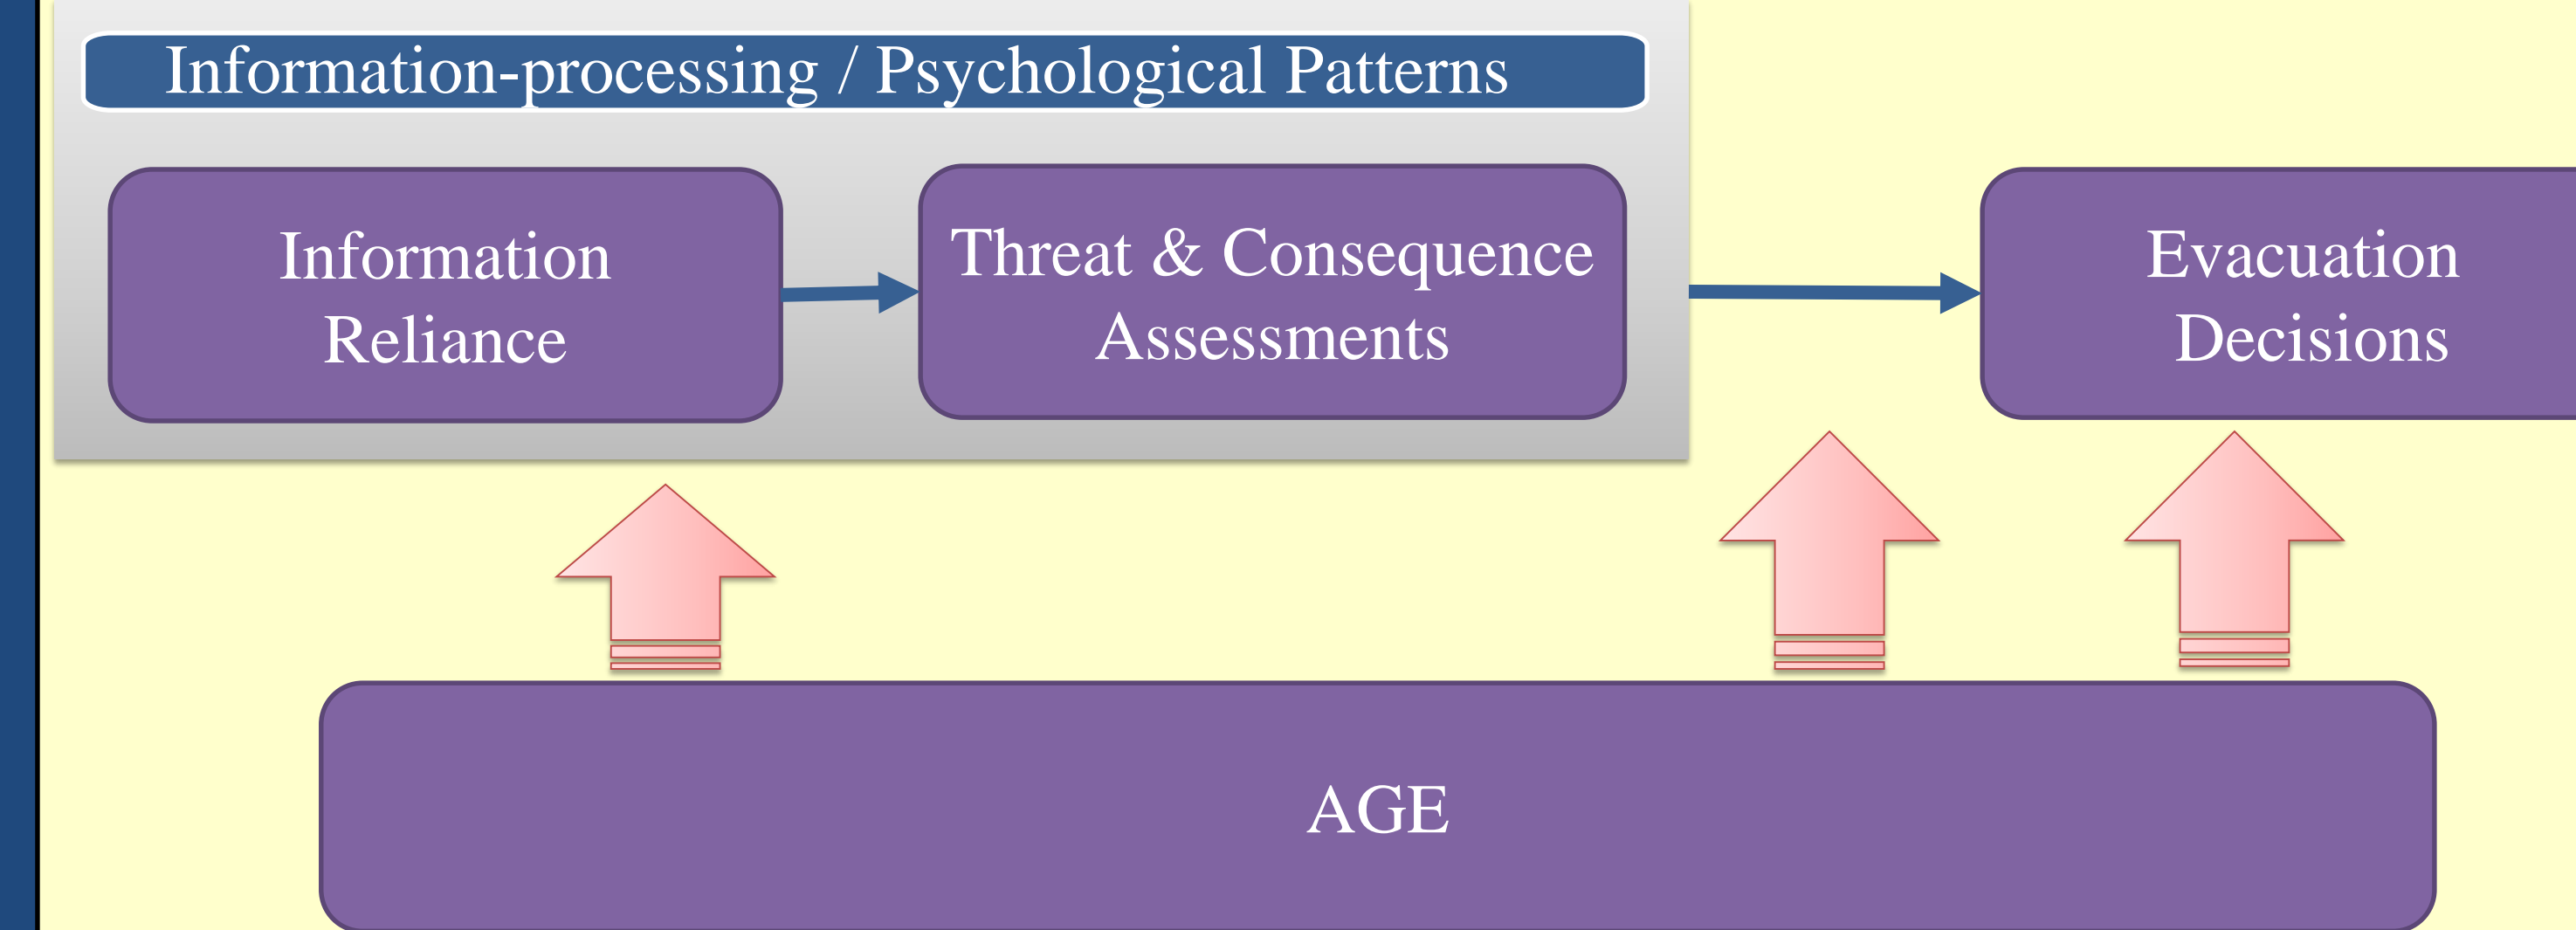 Information-processing / Psychological Patterns
Information
Reliance
Threat & Consequence
Assessments
Evacuation
Decisions
AGE